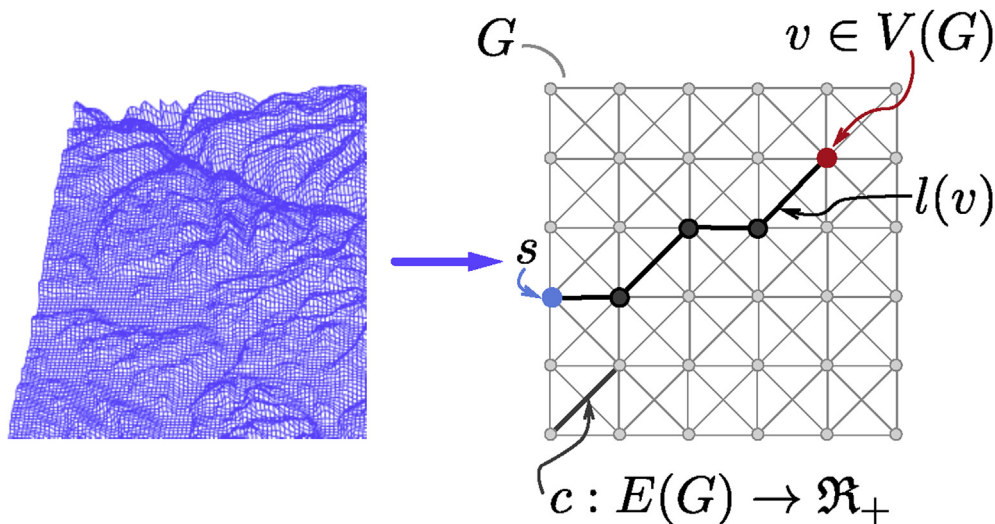 G
v ∈ V(G)
l(v)
s
c : E(G) → ℜ₊